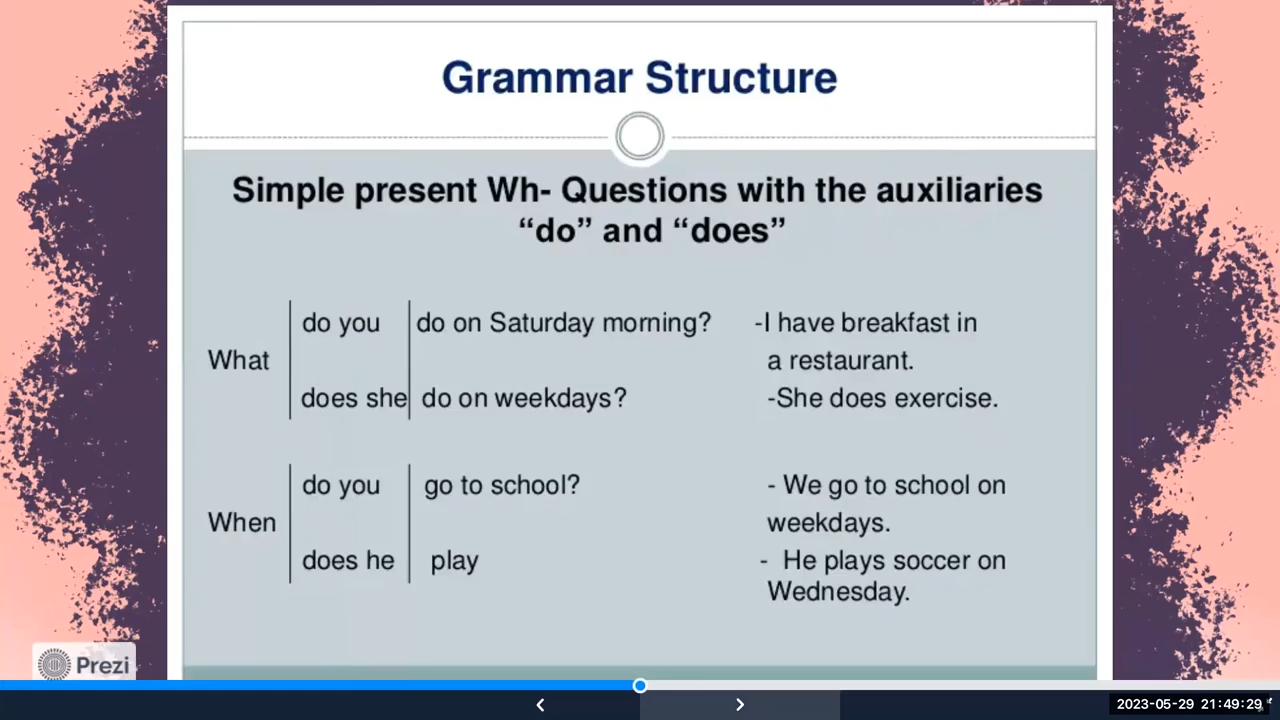 Grammar Structure
Simple present Wh- Questions with the auxiliaries
“do” and “does”
do you do on Saturday morning? -I have breakfast in
What a restaurant.
does she do on weekdays? -She does exercise.
do you go to school? - We go to school on
When weekdays.
does he play - He plays soccer on
Wednesday.
Prezi
2023-05-29 21:49:29